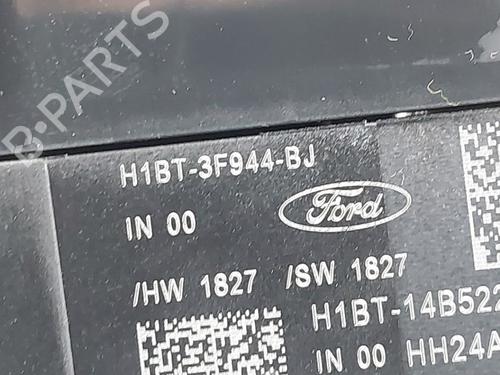 B-PARTS
H1BT-3F944-BJ
IN 00
Ford
/HW 1827 /SW 1827
H1BT-14B522
IN 00 HH24A